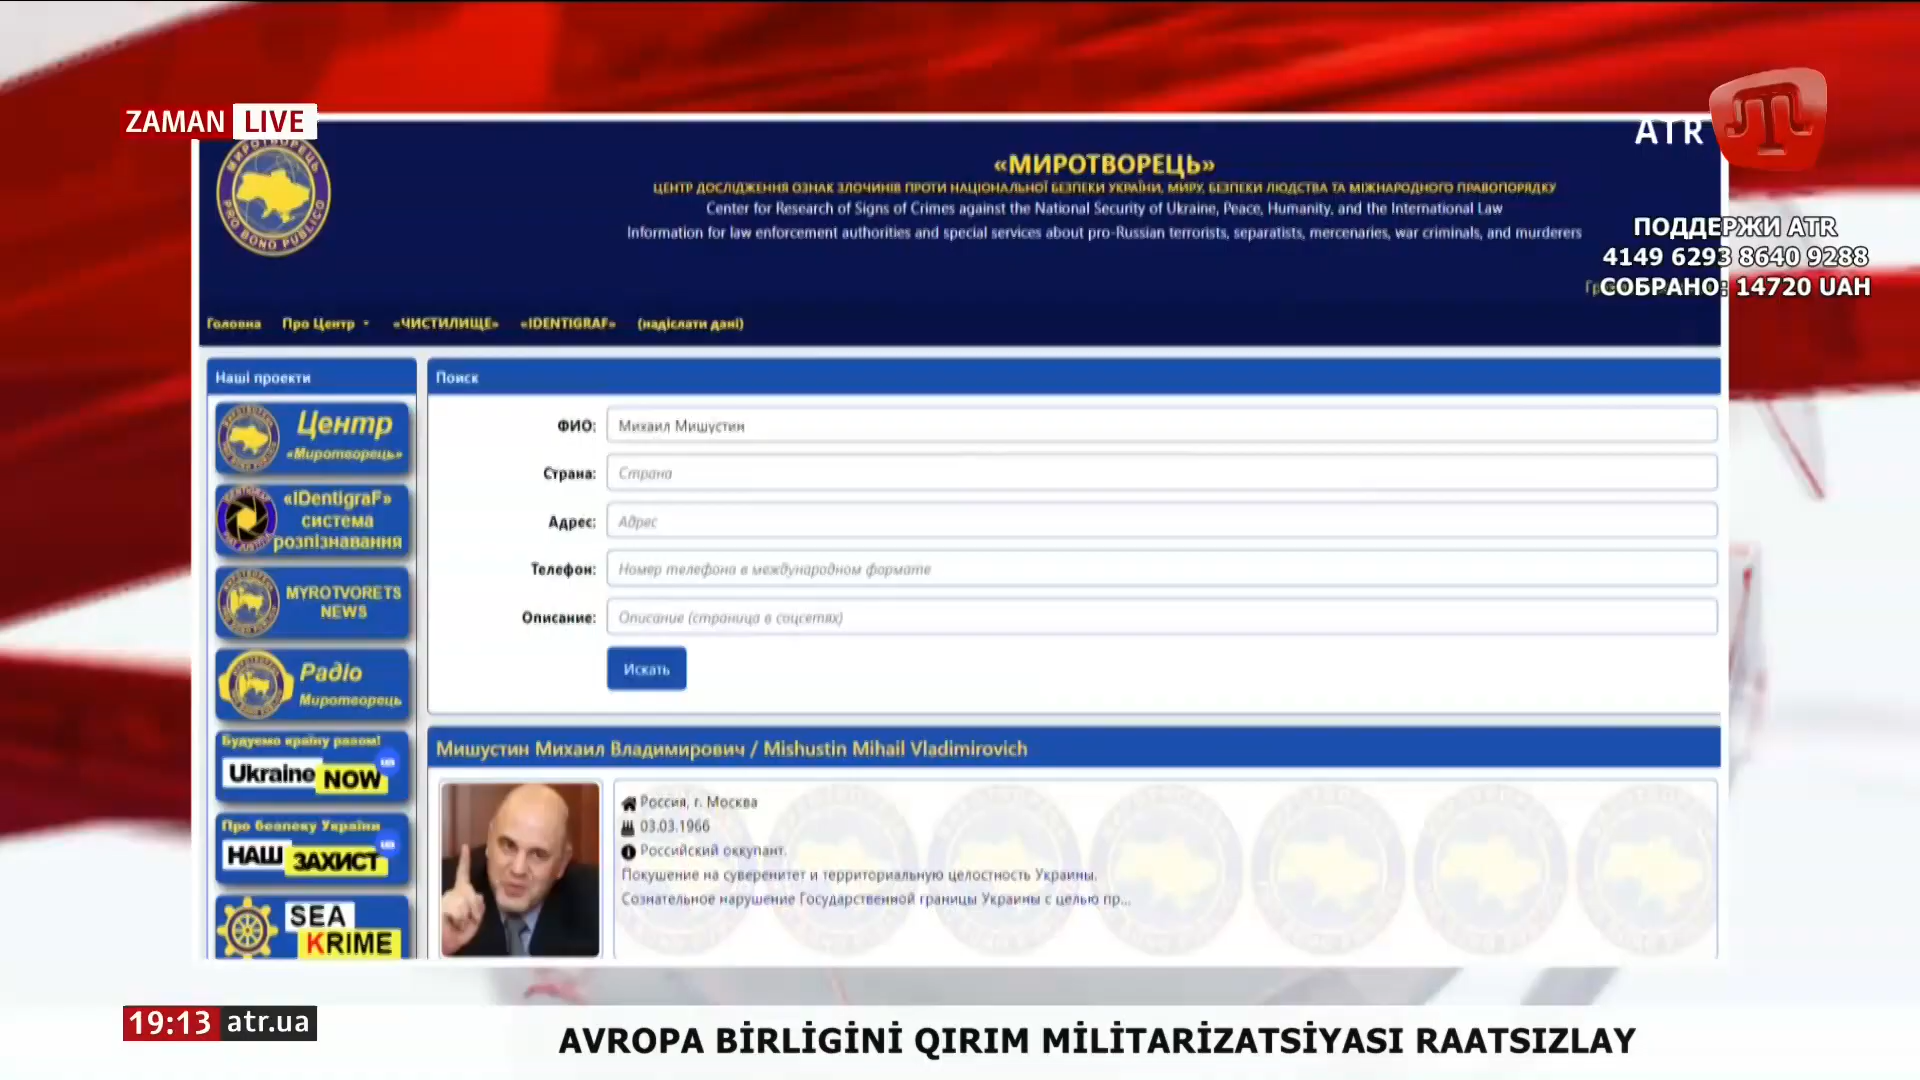 ZAMAN LIVE
ATR
МИРОТВОРЕЦЬ
PRO BONO PUBLICO
«МИРОТВОРЕЦЬ»
ЦЕНТР ДОСЛІДЖЕННЯ ОЗНАК ЗЛОЧИНІВ ПРОТИ НАЦІОНАЛЬНОЇ БЕЗПЕКИ УКРАЇНИ, МИРУ, БЕЗПЕКИ ЛЮДСТВА ТА МІЖНАРОДНОГО ПРАВОПОРЯДКУ
Center for Research of Signs of Crimes against the National Security of Ukraine, Peace, Humanity, and the International Law
Information for law enforcement authorities and special services about pro-Russian terrorists, separatists, mercenaries, war criminals, and murderers
ПОДДЕРЖИ ATR
4149 6293 8640 9288
СОБРАНО: 14720 UAH
Головна Про Центр «ЧИСТИЛИЩЕ» «IDENTIGRAF» (надіслати дані)
Наші проекти
Центр
«Миротворець»
«IDentigraF»
система
розпізнавання
MYROTVORETS
NEWS
Радіо
Миротворець
Будуємо країну разом!
Ukraine NOW ua
Про безпеку України
НАШ ЗАХИСТ ua
SEA
KRIME
Поиск
ФИО: Михаил Мишустин
Страна: Страна
Адрес: Адрес
Телефон: Номер телефона в международном формате
Описание: Описание (страница в соцсетях)
Искать
Мишустин Михаил Владимирович / Mishustin Mihail Vladimirovich
Россия, г. Москва
03.03.1966
Российский оккупант.
Покушение на суверенитет и территориальную целостность Украины.
Сознательное нарушение Государственной границы Украины с целью пр...
19:13 atr.ua
AVROPA BİRLİGİNİ QIRIM MİLİTARİZATSİYASI RAATSIZLAY